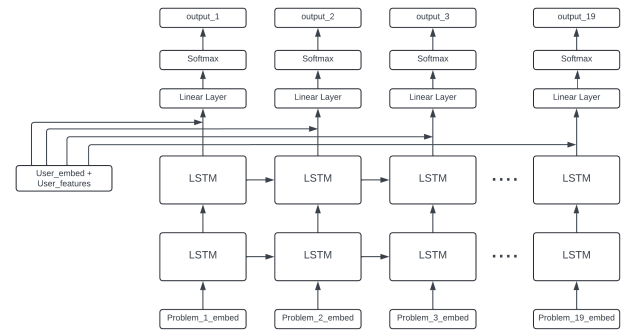 output_1 output_2 output_3 output_19
Softmax Softmax Softmax Softmax
Linear Layer Linear Layer Linear Layer Linear Layer
User_embed +
User_features
LSTM LSTM LSTM .... LSTM
LSTM LSTM LSTM .... LSTM
Problem_1_embed Problem_2_embed Problem_3_embed Problem_19_embed